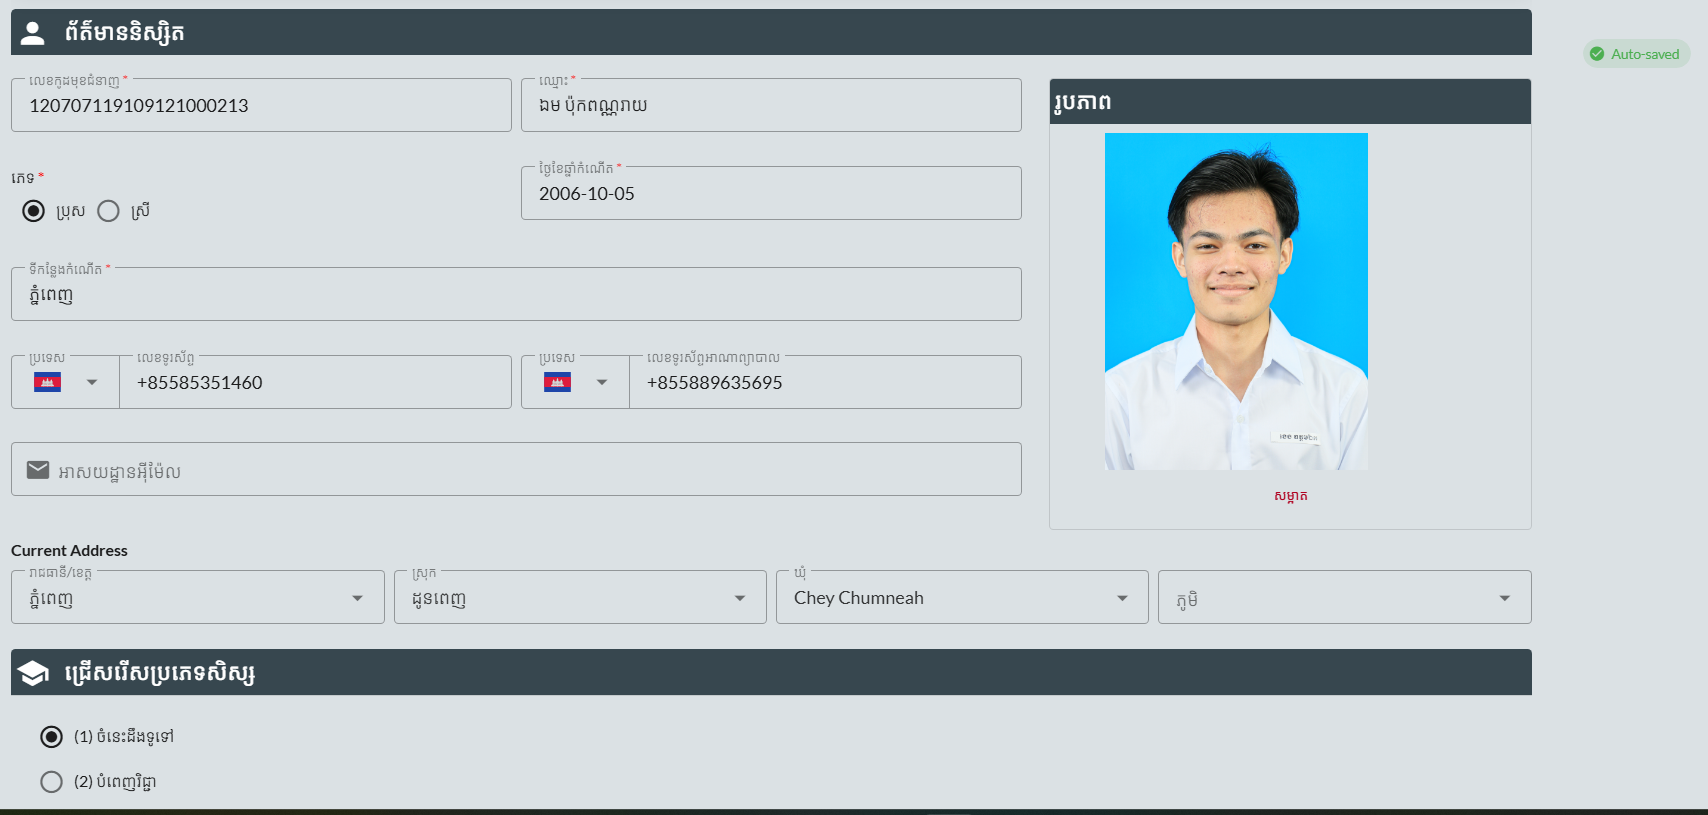 ព័ត៌មាននិស្សិត
Auto-saved
លេខកូដមុខជំនាញ *
120707119109121000213
ឈ្មោះ *
ឯម ប៉ុកពណ្ណរាយ
រូបភាព
ភេទ *
ប្រុស
ស្រី
ថ្ងៃខែឆ្នាំកំណើត *
2006-10-05
ទីកន្លែងកំណើត *
ភ្នំពេញ
ប្រទេស
លេខទូរស័ព្ទ
+85585351460
ប្រទេស
លេខទូរស័ព្ទអាណាព្យាបាល
+855889635695
អាសយដ្ឋានអ៊ីម៉ែល
សម្អាត
Current Address
រាជធានី/ខេត្ត
ភ្នំពេញ
ស្រុក
ដូនពេញ
ឃុំ
Chey Chumneah
ភូមិ
ជ្រើសរើសប្រភេទសិស្ស
(1) ចំនេះដឹងទូទៅ
(2) បំពេញវិជ្ជា